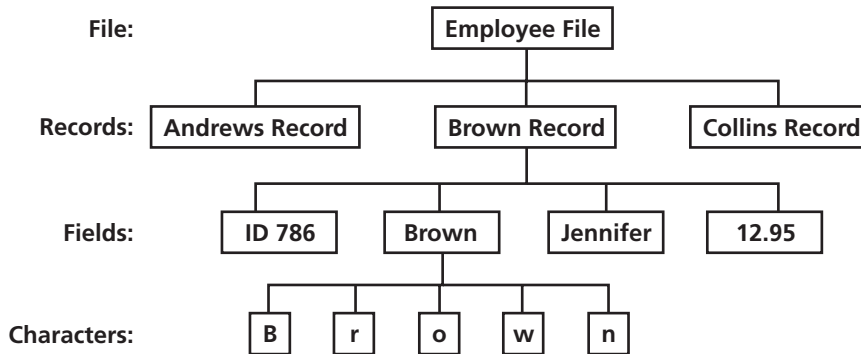 File: Employee File
Records: Andrews Record Brown Record Collins Record
Fields: ID 786 Brown Jennifer 12.95
Characters: B r o w n